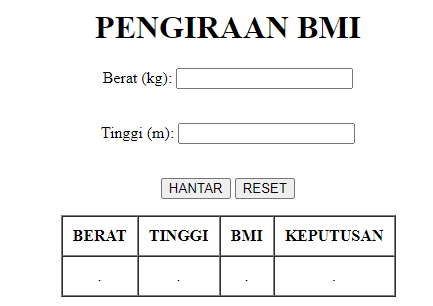 PENGIRAAN BMI
Berat (kg):
Tinggi (m):
HANTAR RESET
BERAT TINGGI BMI KEPUTUSAN
. . . .